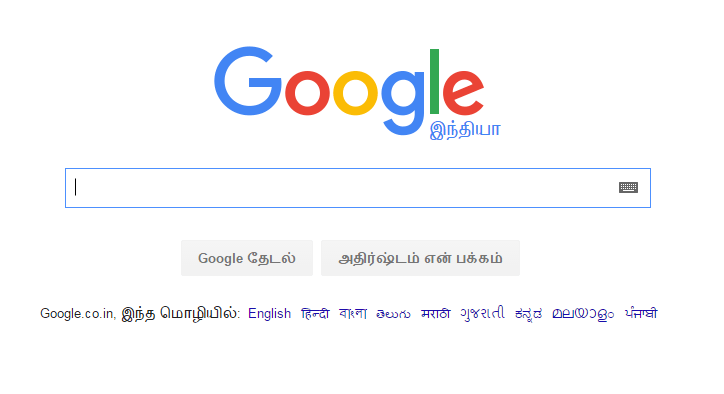 Google
இந்தியா
Google தேடல் அதிர்ஷ்டம் என் பக்கம்
Google.co.in, இந்த மொழியில்: English हिन्दी বাংলা తెలుగు मराठी ગુજરાતી ಕನ್ನಡ മലയാളം ਪੰਜਾਬੀ